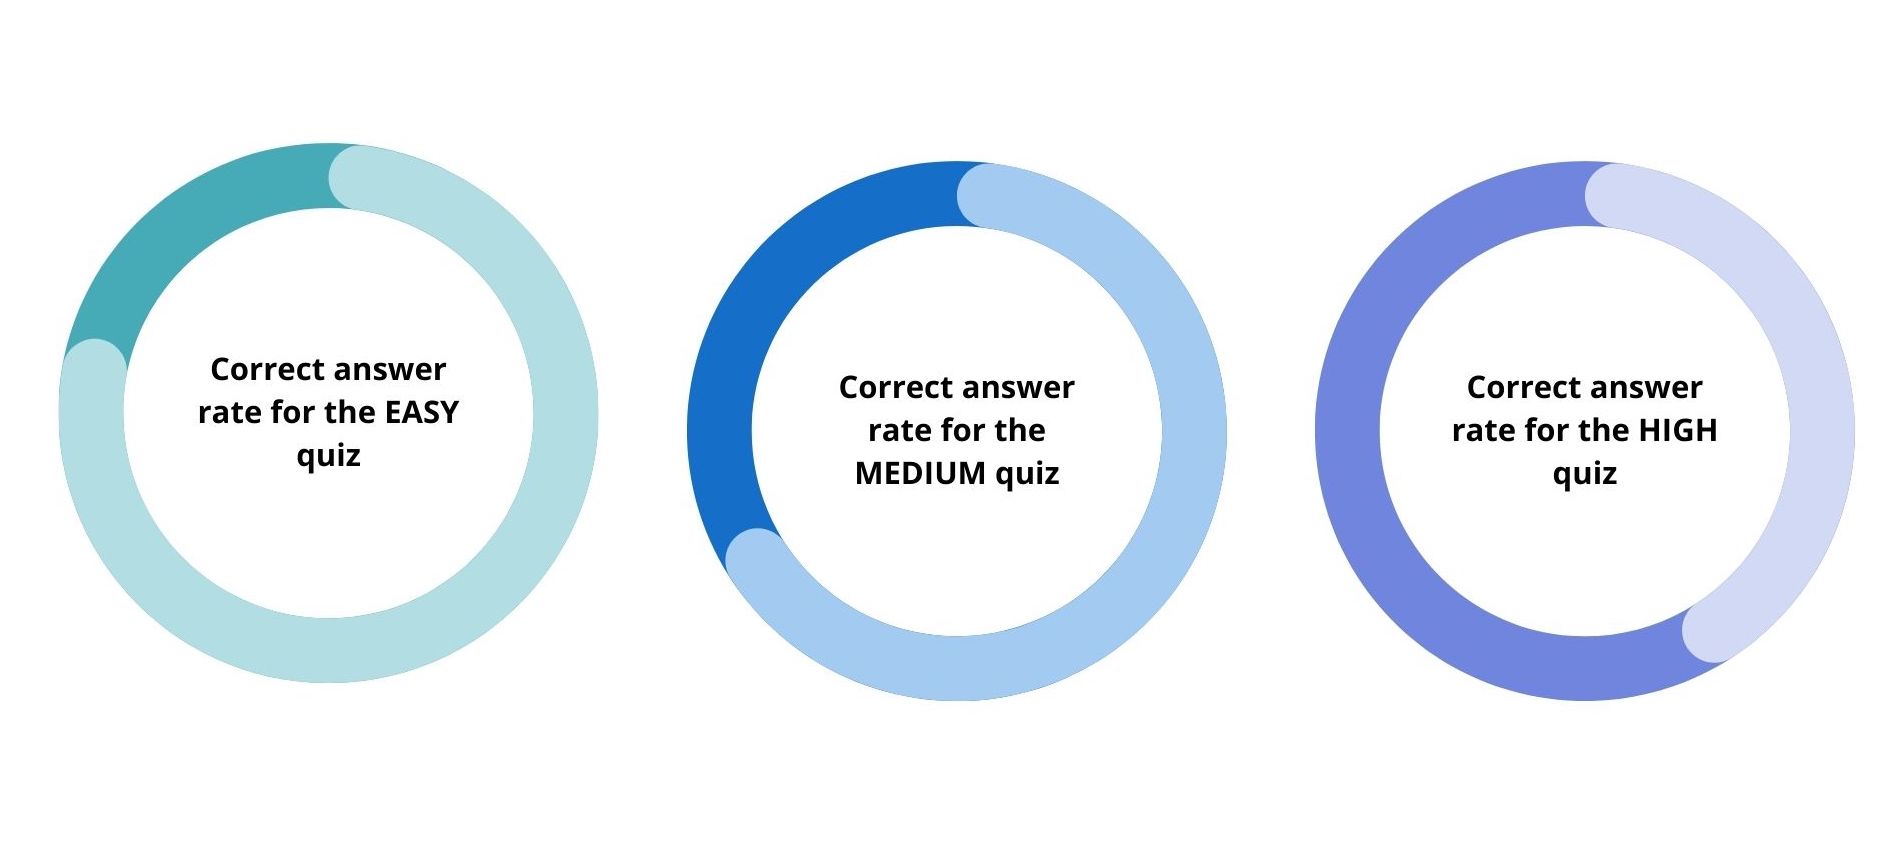 Correct answer
rate for the EASY
quiz
Correct answer
rate for the
MEDIUM quiz
Correct answer
rate for the HIGH
quiz